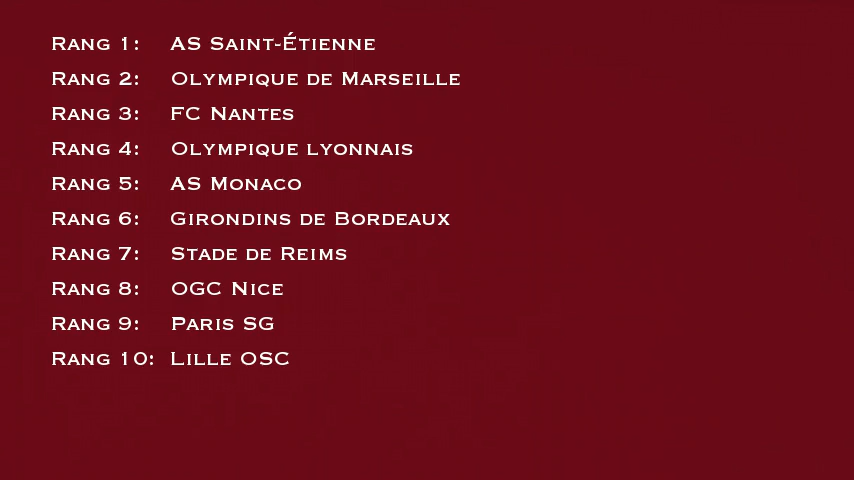 Rang 1: AS Saint-Étienne
Rang 2: Olympique de Marseille
Rang 3: FC Nantes
Rang 4: Olympique lyonnais
Rang 5: AS Monaco
Rang 6: Girondins de Bordeaux
Rang 7: Stade de Reims
Rang 8: OGC Nice
Rang 9: Paris SG
Rang 10: Lille OSC